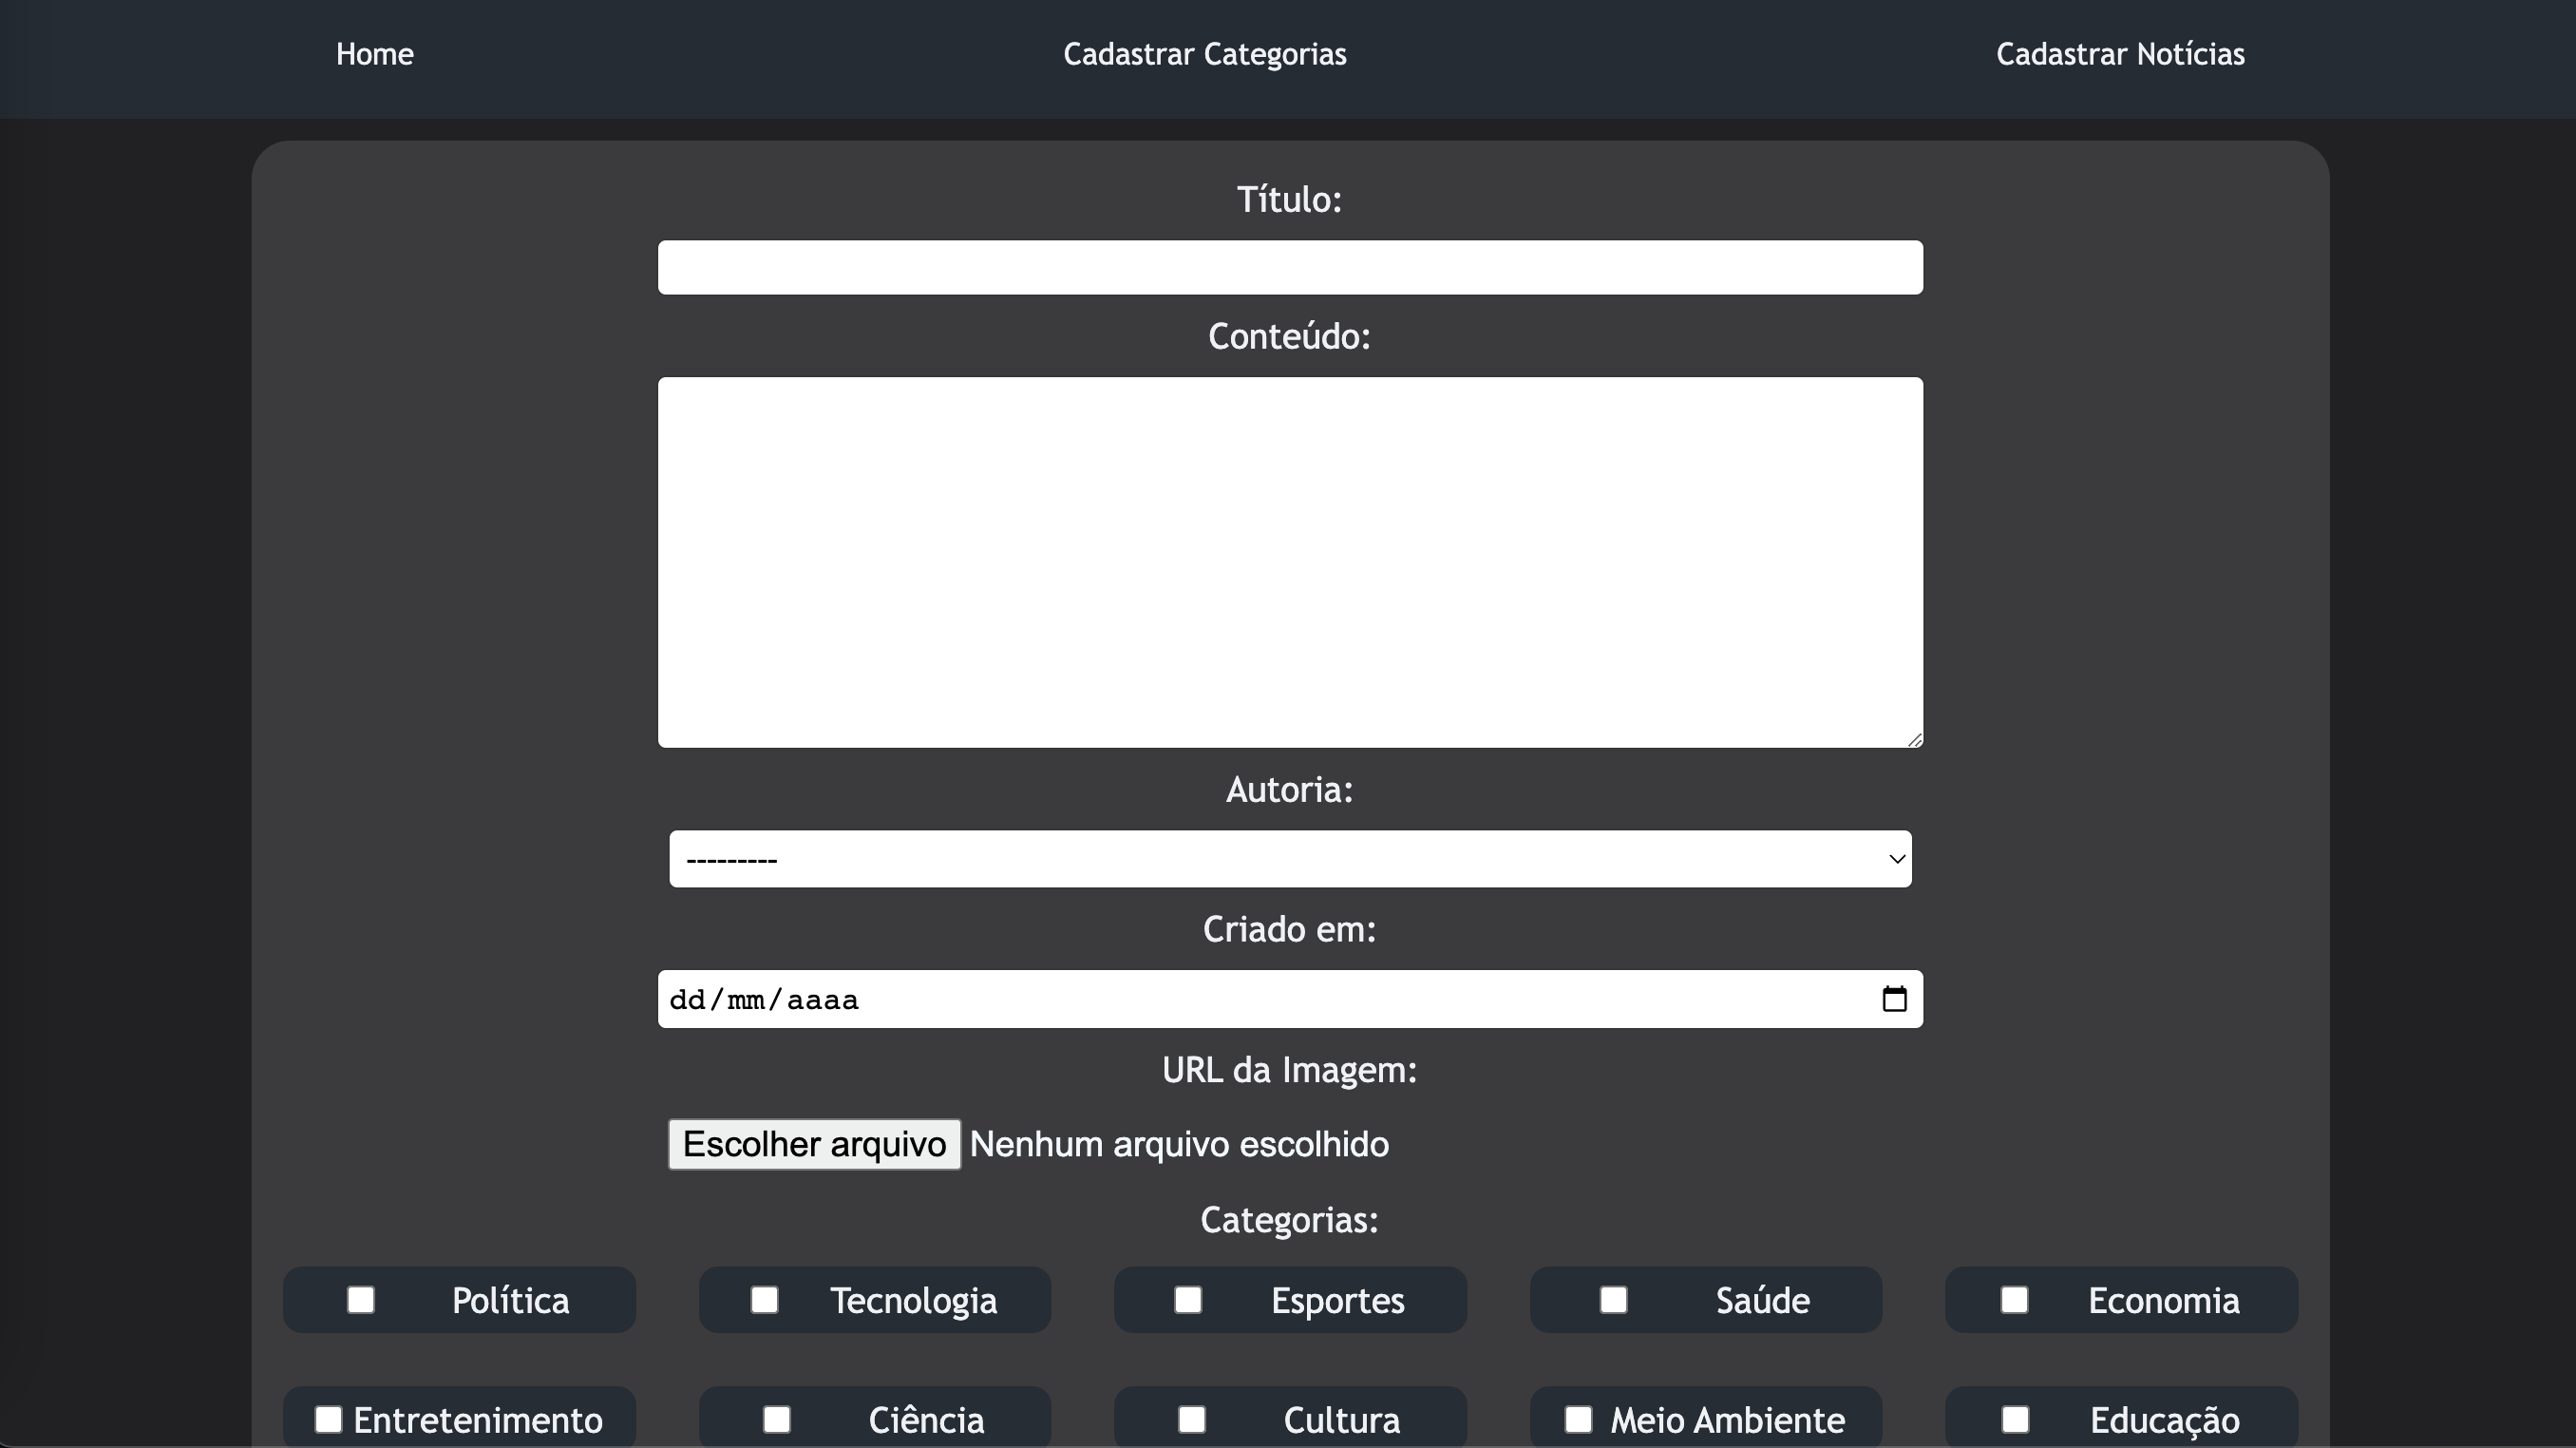 Home Cadastrar Categorias Cadastrar Notícias
Título:
Conteúdo:
Autoria:
---------
Criado em:
dd/mm/aaaa
URL da Imagem:
Escolher arquivo Nenhum arquivo escolhido
Categorias:
Política Tecnologia Esportes Saúde Economia
Entretenimento Ciência Cultura Meio Ambiente Educação